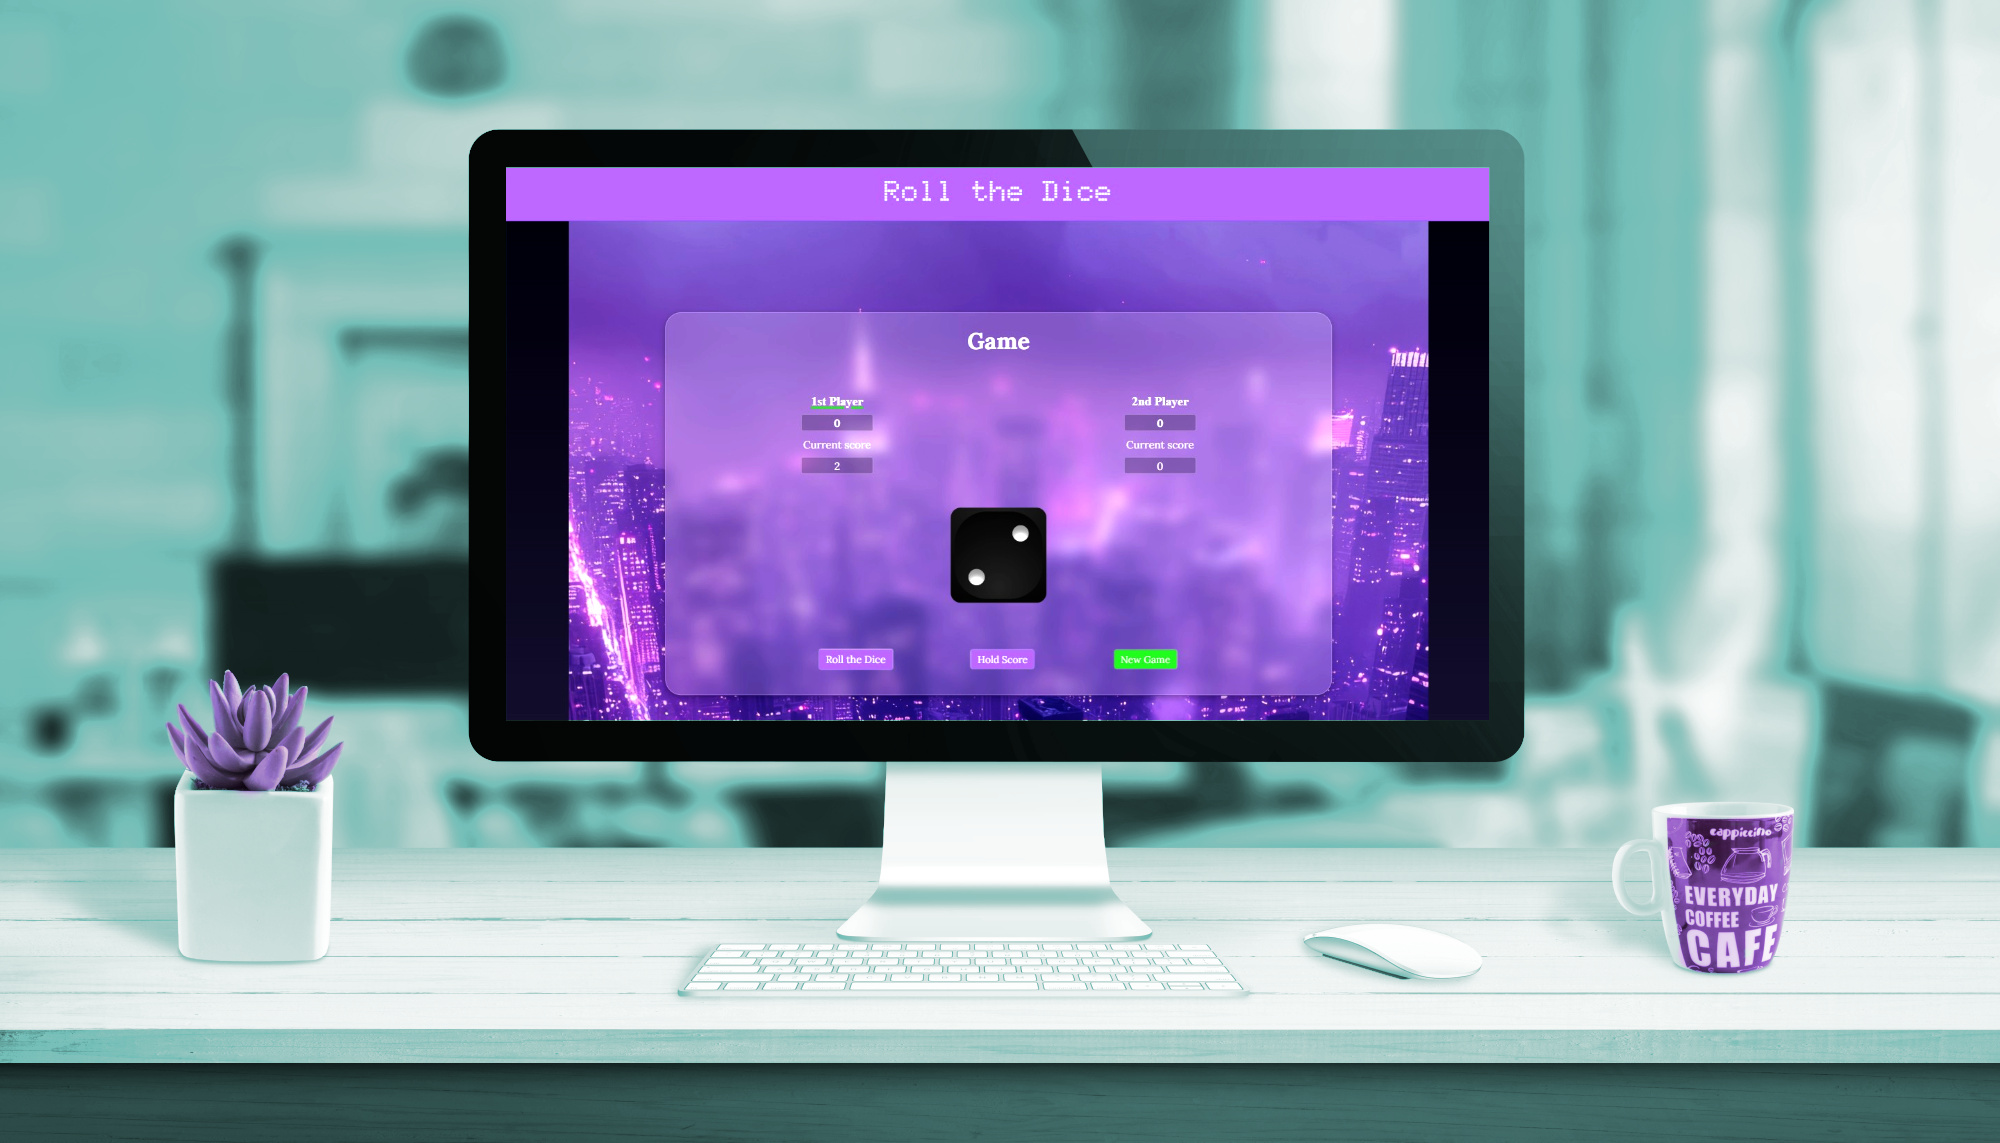 Roll the Dice
Game
1st Player
0
Current score
2
2nd Player
0
Current score
0
Roll the Dice
Hold Score
New Game
cappiccino
EVERYDAY
COFFEE
CAFE